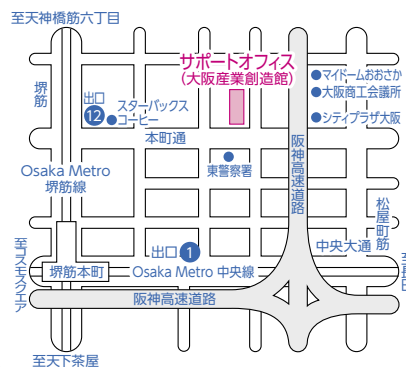 至天神橋筋六丁目
サポートオフィス
(大阪産業創造館)
堺筋
出口
12
スターバックス
コーヒー
マイドームおおさか
大阪商工会議所
シティプラザ大阪
本町通
阪神高速道路
東警察署
Osaka Metro
堺筋線
松屋町筋
至コスモスクエア
出口 1
中央大通
堺筋本町
Osaka Metro 中央線
阪神高速道路
至天下茶屋